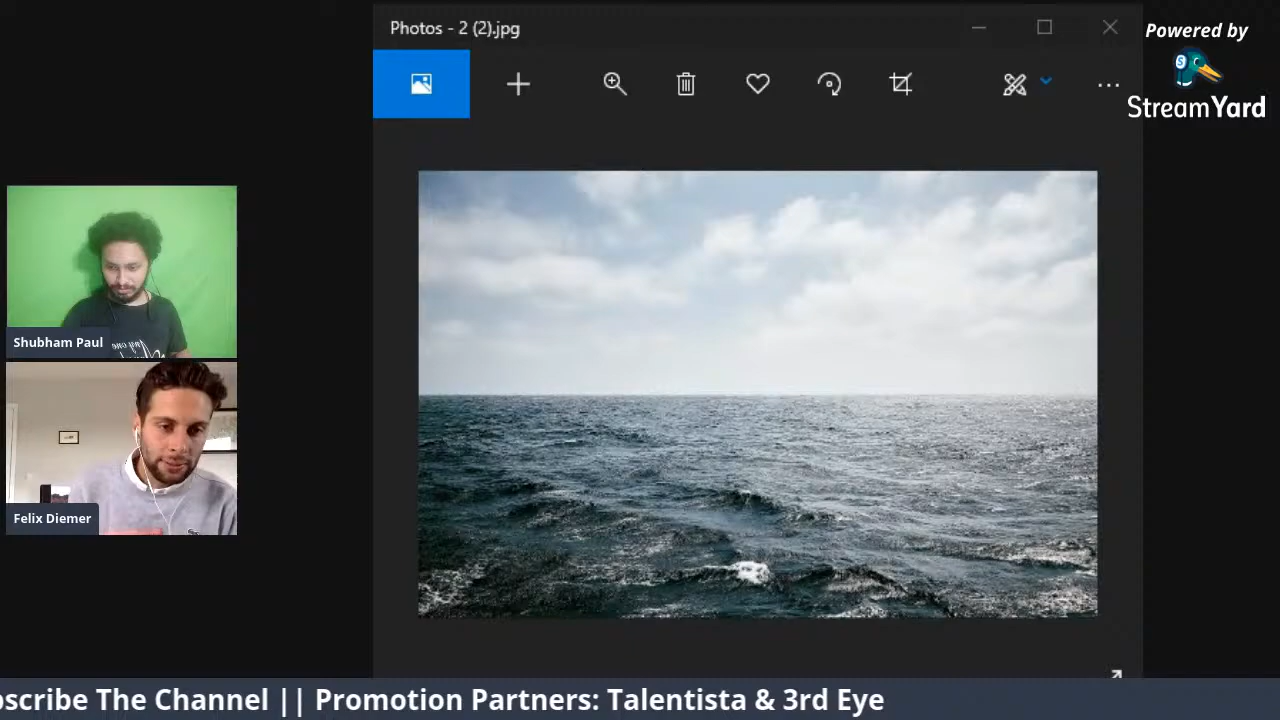 Photos - 2 (2).jpg
Powered by
StreamYard
Shubham Paul
Felix Diemer
scribe The Channel || Promotion Partners: Talentista & 3rd Eye